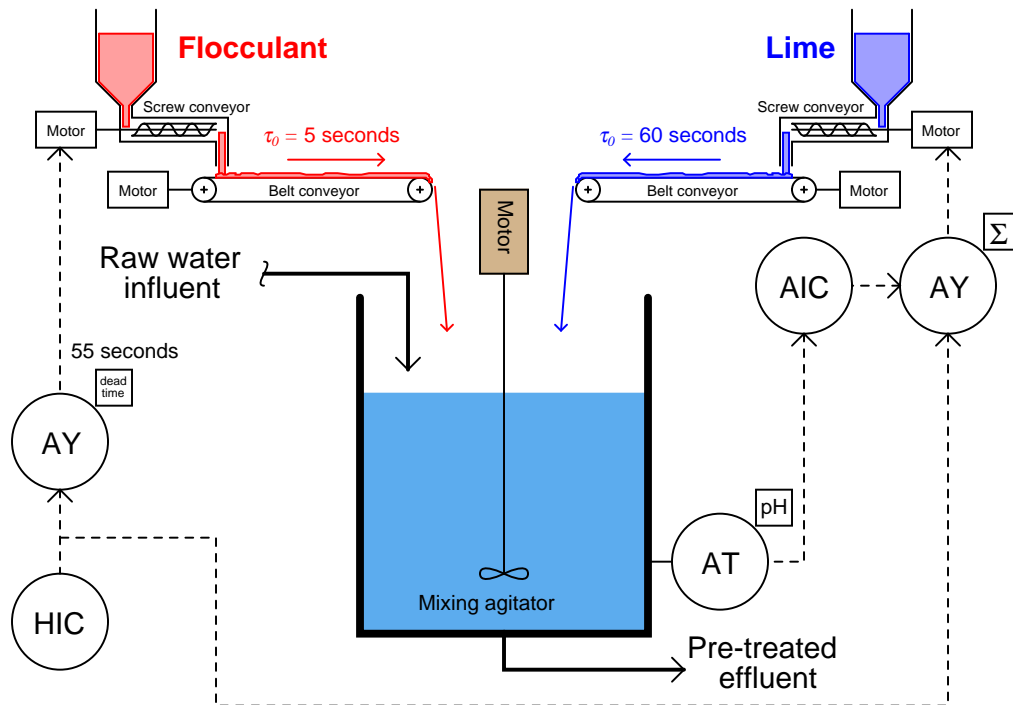 Flocculant
Lime
Screw conveyor
Screw conveyor
Motor
τ0 = 5 seconds
τ0 = 60 seconds
Motor
Motor
+
Belt conveyor
+
+
Belt conveyor
+
Motor
Motor
Σ
Raw water
influent
AIC
AY
55 seconds
dead
time
AY
pH
AT
HIC
Mixing agitator
Pre-treated
effluent